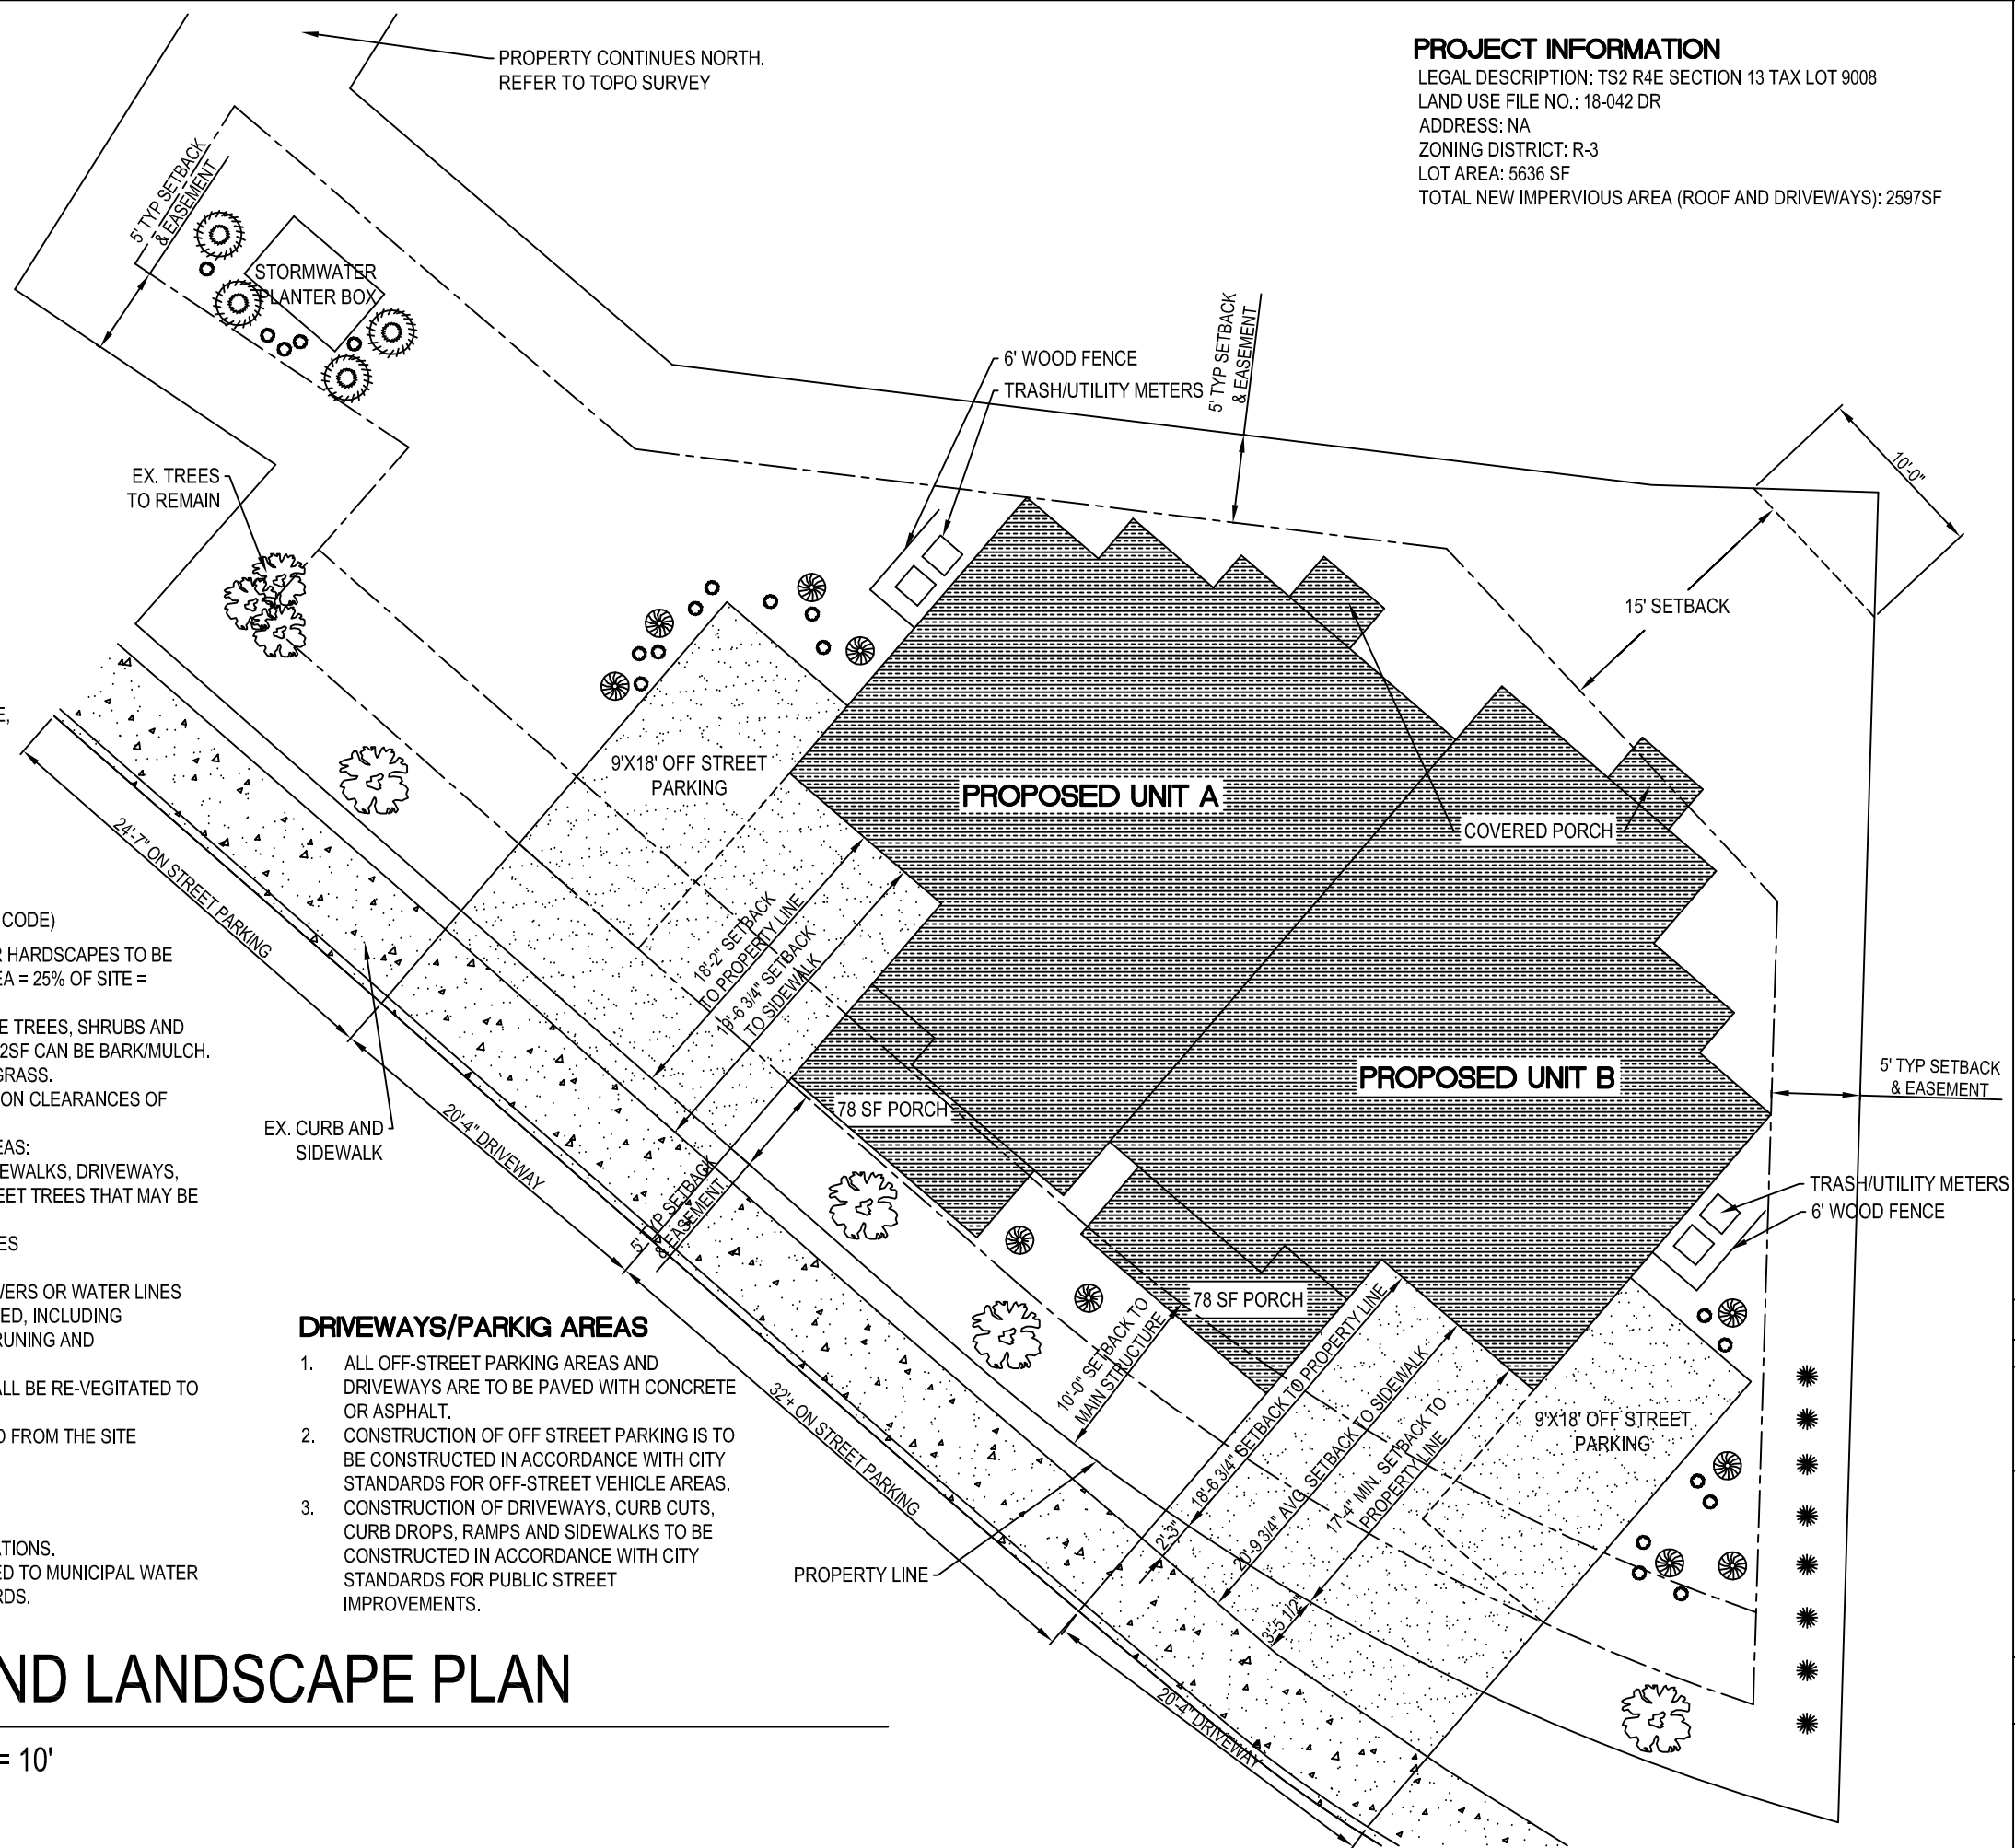 PROPERTY CONTINUES NORTH.
REFER TO TOPO SURVEY
PROJECT INFORMATION
LEGAL DESCRIPTION: TS2 R4E SECTION 13 TAX LOT 9008
LAND USE FILE NO.: 18-042 DR
ADDRESS: NA
ZONING DISTRICT: R-3
LOT AREA: 5636 SF
TOTAL NEW IMPERVIOUS AREA (ROOF AND DRIVEWAYS): 2597SF
5' TYP SETBACK
& EASEMENT
STORMWATER
PLANTER BOX
6' WOOD FENCE
TRASH/UTILITY METERS
5' TYP SETBACK
& EASEMENT
10'-0"
EX. TREES
TO REMAIN
15' SETBACK
E,
9'X18' OFF STREET
PARKING
PROPOSED UNIT A
COVERED PORCH
24'-7" ON STREET PARKING
18'-2" SETBACK
TO PROPERTY LINE
19'-6 3/4" SETBACK
TO SIDEWALK
CODE)
R HARDSCAPES TO BE
EA = 25% OF SITE =
E TREES, SHRUBS AND
2SF CAN BE BARK/MULCH.
GRASS.
ON CLEARANCES OF
EAS:
EWALKS, DRIVEWAYS,
EET TREES THAT MAY BE
ES
WERS OR WATER LINES
ED, INCLUDING
RUNING AND
ALL BE RE-VEGITATED TO
D FROM THE SITE
ATIONS.
ED TO MUNICIPAL WATER
RDS.
EX. CURB AND
SIDEWALK
20'-4" DRIVEWAY
78 SF PORCH
PROPOSED UNIT B
5' TYP SETBACK
& EASEMENT
5' TYP SETBACK
& EASEMENT
TRASH/UTILITY METERS
6' WOOD FENCE
78 SF PORCH
10'-0" SETBACK TO
MAIN STRUCTURE
18'-6 3/4" SETBACK TO PROPERTY LINE
2'-3"
20'-9 3/4" AVG. SETBACK TO SIDEWALK
17'-4" MIN. SETBACK TO
PROPERTY LINE
3'-5 1/2"
9'X18' OFF STREET
PARKING
32'+ ON STREET PARKING
PROPERTY LINE
20'-4" DRIVEWAY
DRIVEWAYS/PARKIG AREAS
1. ALL OFF-STREET PARKING AREAS AND
DRIVEWAYS ARE TO BE PAVED WITH CONCRETE
OR ASPHALT.
2. CONSTRUCTION OF OFF STREET PARKING IS TO
BE CONSTRUCTED IN ACCORDANCE WITH CITY
STANDARDS FOR OFF-STREET VEHICLE AREAS.
3. CONSTRUCTION OF DRIVEWAYS, CURB CUTS,
CURB DROPS, RAMPS AND SIDEWALKS TO BE
CONSTRUCTED IN ACCORDANCE WITH CITY
STANDARDS FOR PUBLIC STREET
IMPROVEMENTS.
ND LANDSCAPE PLAN
= 10'